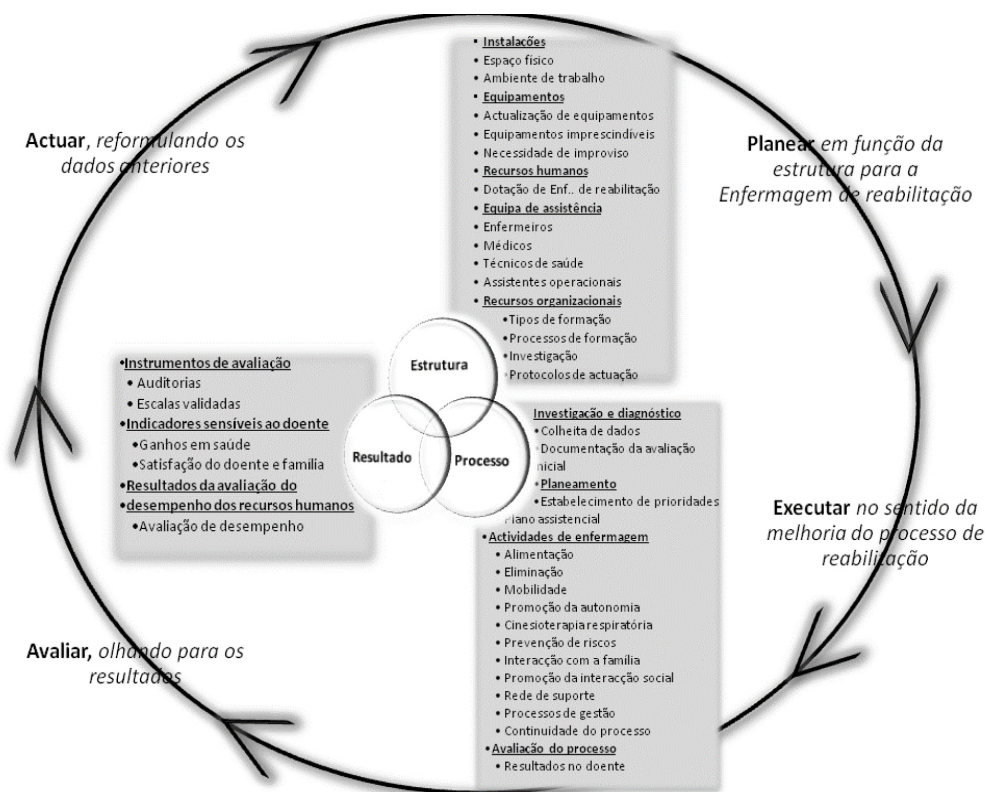 • Instalações
• Espaço físico
• Ambiente de trabalho
• Equipamentos
• Actualização de equipamentos
• Equipamentos imprescindíveis
• Necessidade de improviso
• Recursos humanos
• Dotação de Enf.. de reabilitação
• Equipa de assistência
• Enfermeiros
• Médicos
• Técnicos de saúde
• Assistentes operacionais
• Recursos organizacionais
• Tipos de formação
• Processos de formação
• Investigação
• Protocolos de actuação
Planear em função da
estrutura para a
Enfermagem de reabilitação
Executar no sentido da
melhoria do processo de
reabilitação
Estrutura
Processo
Resultado
Investigação e diagnóstico
• Colheita de dados
• Documentação da avaliação
nicial
• Planeamento
• Estabelecimento de prioridades
Plano assistencial
• Actividades de enfermagem
• Alimentação
• Eliminação
• Mobilidade
• Promoção da autonomia
• Cinesioterapia respiratória
• Prevenção de riscos
• Interacção com a família
• Promoção da interacção social
• Rede de suporte
• Processos de gestão
• Continuidade do processo
• Avaliação do processo
• Resultados no doente
Avaliar, olhando para os
resultados
• Instrumentos de avaliação
• Auditorias
• Escalas validadas
• Indicadores sensíveis ao doente
• Ganhos em saúde
• Satisfação do doente e família
• Resultados da avaliação do
• desempenho dos recursos humanos
• Avaliação de desempenho
Actuar, reformulando os
dados anteriores